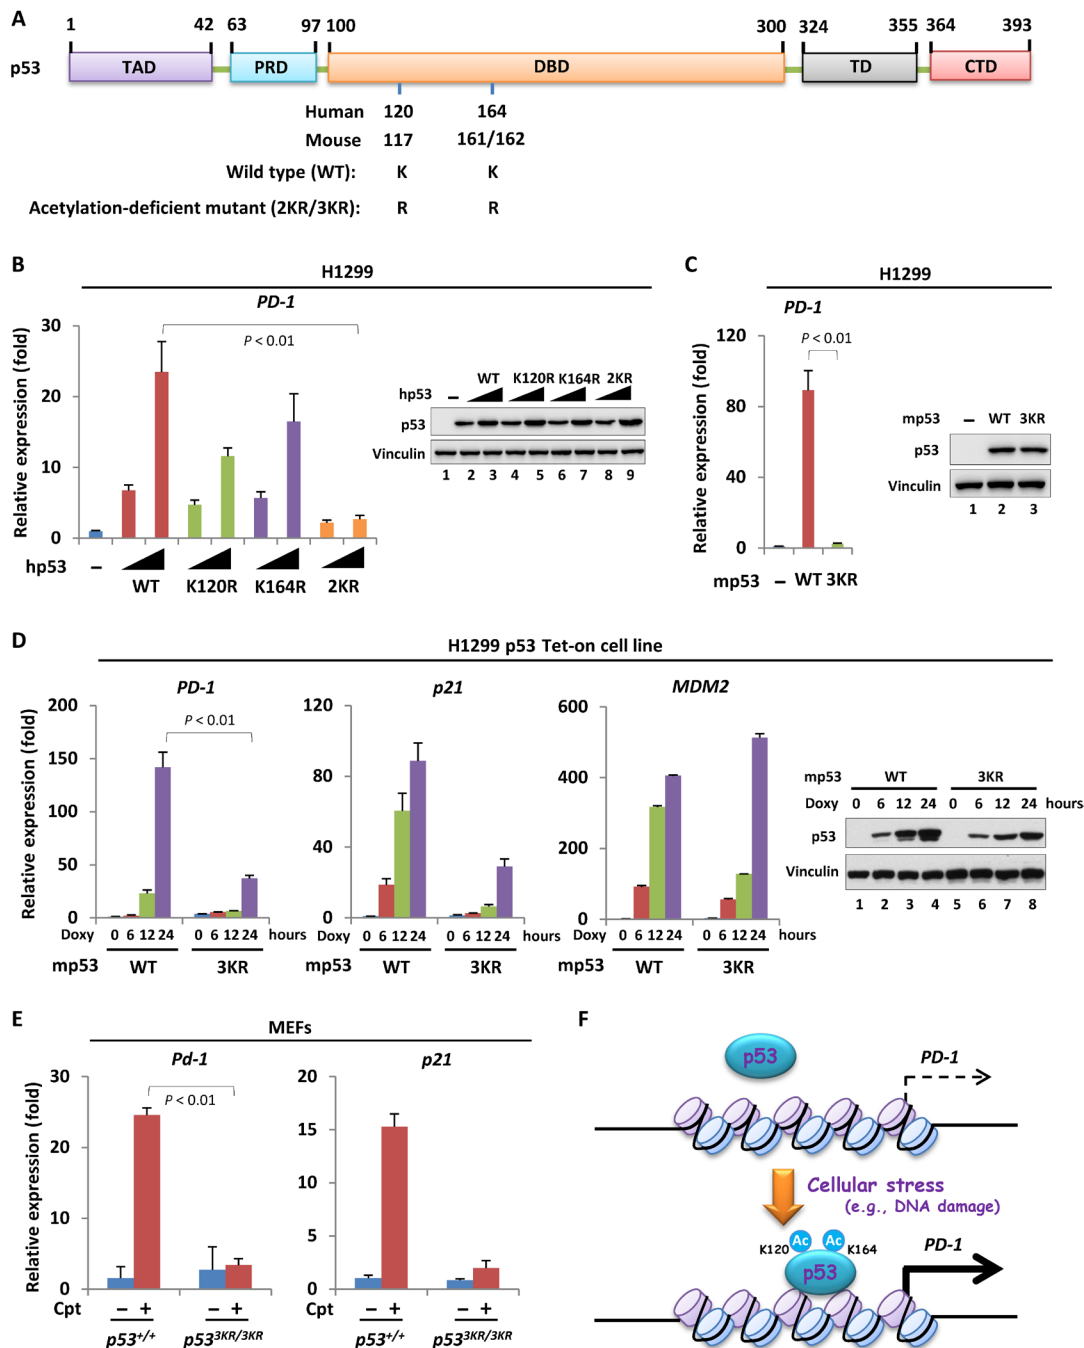 A
1 42 63 97 100 300 324 355 364 393
p53 TAD PRD DBD TD CTD
Human 120 164
Mouse 117 161/162
Wild type (WT): K K
Acetylation-deficient mutant (2KR/3KR): R R
B
H1299
PD-1
P < 0.01
Relative expression (fold)
30
20
10
0
hp53 – WT K120R K164R 2KR
hp53 – WT K120R K164R 2KR
p53
Vinculin
1 2 3 4 5 6 7 8 9
C
H1299
PD-1
P < 0.01
Relative expression (fold)
120
80
40
0
mp53 – WT 3KR
mp53 – WT 3KR
p53
Vinculin
1 2 3
D
H1299 p53 Tet-on cell line
PD-1
P < 0.01
Relative expression (fold)
200
150
100
50
0
Doxy 0 6 12 24 0 6 12 24 hours
mp53 WT 3KR
p21
120
80
40
0
Doxy 0 6 12 24 0 6 12 24 hours
mp53 WT 3KR
MDM2
600
400
200
0
Doxy 0 6 12 24 0 6 12 24 hours
mp53 WT 3KR
mp53 WT 3KR
Doxy 0 6 12 24 0 6 12 24 hours
p53
Vinculin
1 2 3 4 5 6 7 8
E
MEFs
Pd-1
P < 0.01
Relative expression (fold)
30
20
10
0
Cpt – + – +
p53+/+ p533KR/3KR
p21
20
15
10
5
0
– + – +
p53+/+ p533KR/3KR
F
p53
PD-1
Cellular stress
(e.g., DNA damage)
Ac Ac
K120 K164
p53
PD-1